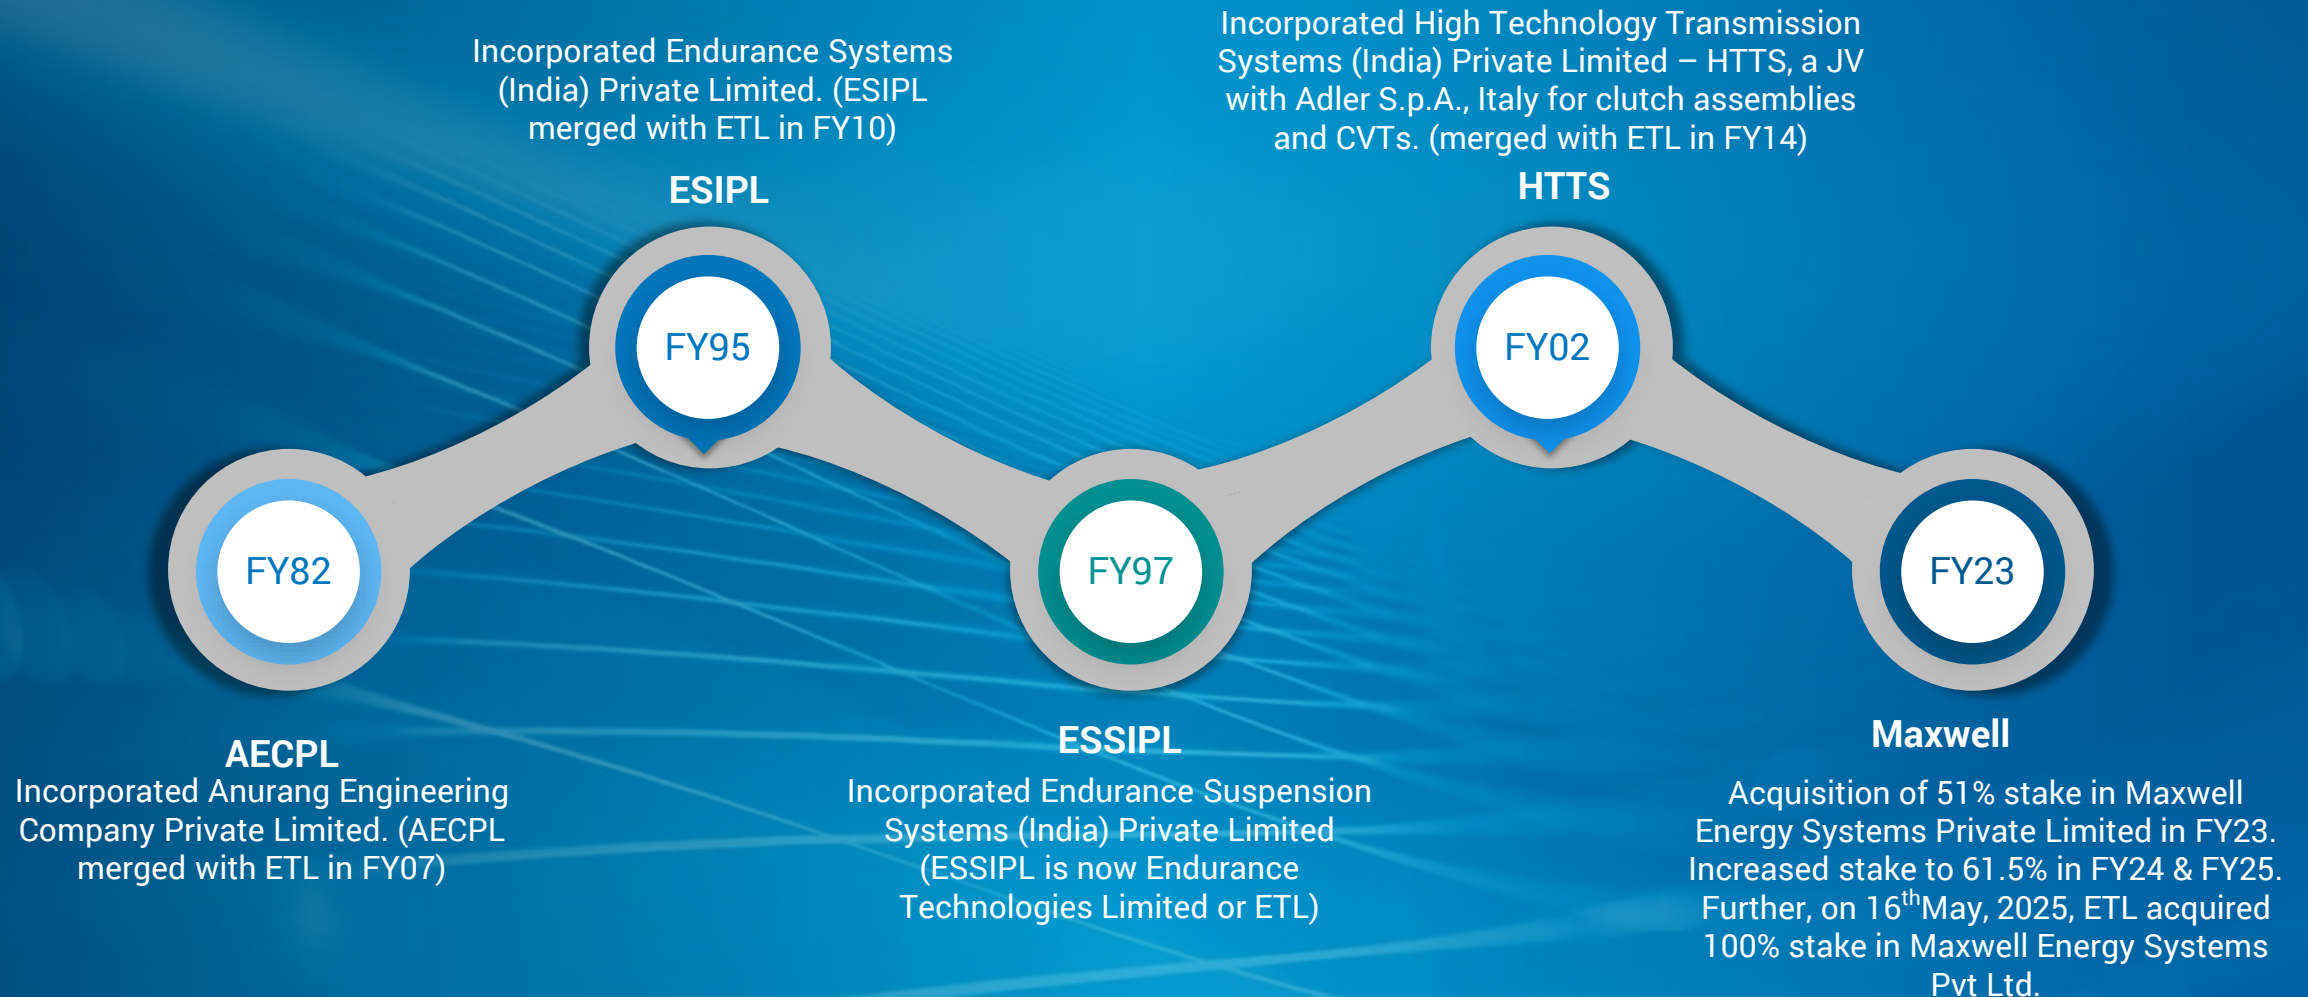 Incorporated Endurance Systems
(India) Private Limited. (ESIPL
merged with ETL in FY10)
ESIPL
FY95
Incorporated High Technology Transmission
Systems (India) Private Limited – HTTS, a JV
with Adler S.p.A., Italy for clutch assemblies
and CVTs. (merged with ETL in FY14)
HTTS
FY02
FY82
AECPL
Incorporated Anurang Engineering
Company Private Limited. (AECPL
merged with ETL in FY07)
FY97
ESSIPL
Incorporated Endurance Suspension
Systems (India) Private Limited
(ESSIPL is now Endurance
Technologies Limited or ETL)
FY23
Maxwell
Acquisition of 51% stake in Maxwell
Energy Systems Private Limited in FY23.
Increased stake to 61.5% in FY24 & FY25.
Further, on 16thMay, 2025, ETL acquired
100% stake in Maxwell Energy Systems
Pvt Ltd.